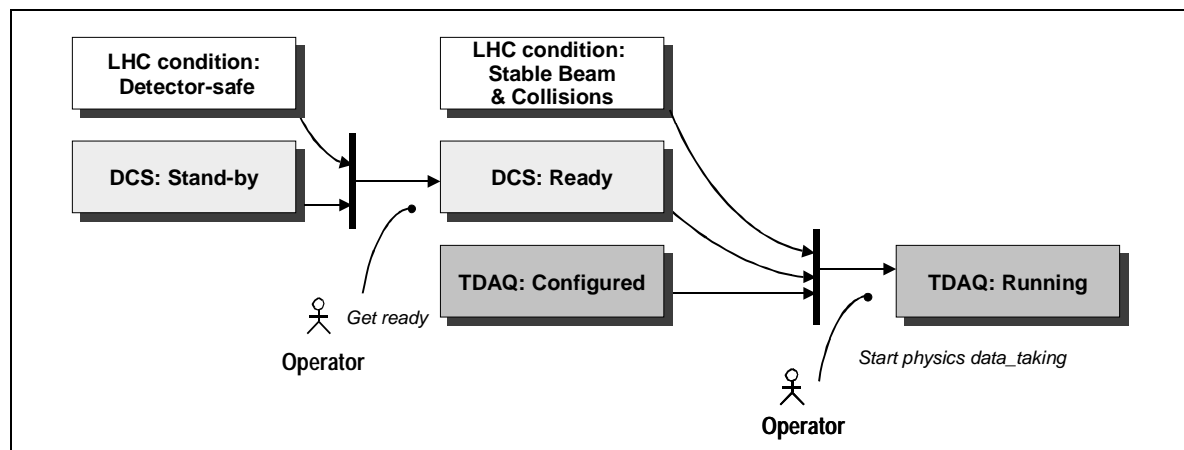 LHC condition:
Detector-safe
LHC condition:
Stable Beam
& Collisions
DCS: Stand-by
DCS: Ready
TDAQ: Configured
TDAQ: Running
Get ready
Operator
Start physics data_taking
Operator